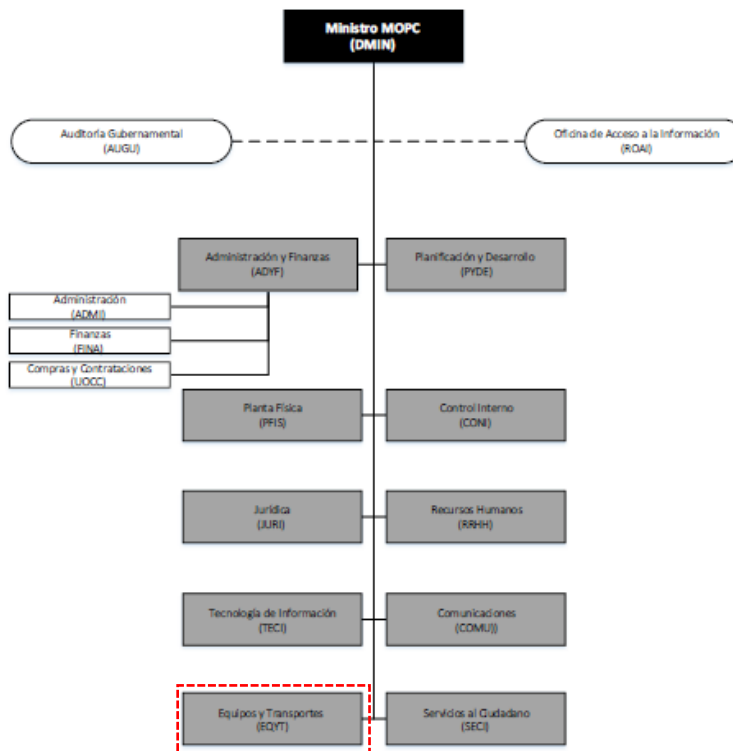 Ministro MOPC
(DMIN)
Auditoría Gubernamental
(AUGU)
Oficina de Acceso a la Información
(ROAI)
Administración y Finanzas
(ADYF)
Planificación y Desarrollo
(PYDE)
Administración
(ADMI)
Finanzas
(FINA)
Compras y Contrataciones
(UOCC)
Planta Física
(PFIS)
Control Interno
(CONI)
Jurídica
(JURI)
Recursos Humanos
(RRHH)
Tecnología de Información
(TECI)
Comunicaciones
(COMU))
Equipos y Transportes
(EQYT)
Servicios al Ciudadano
(SECI)